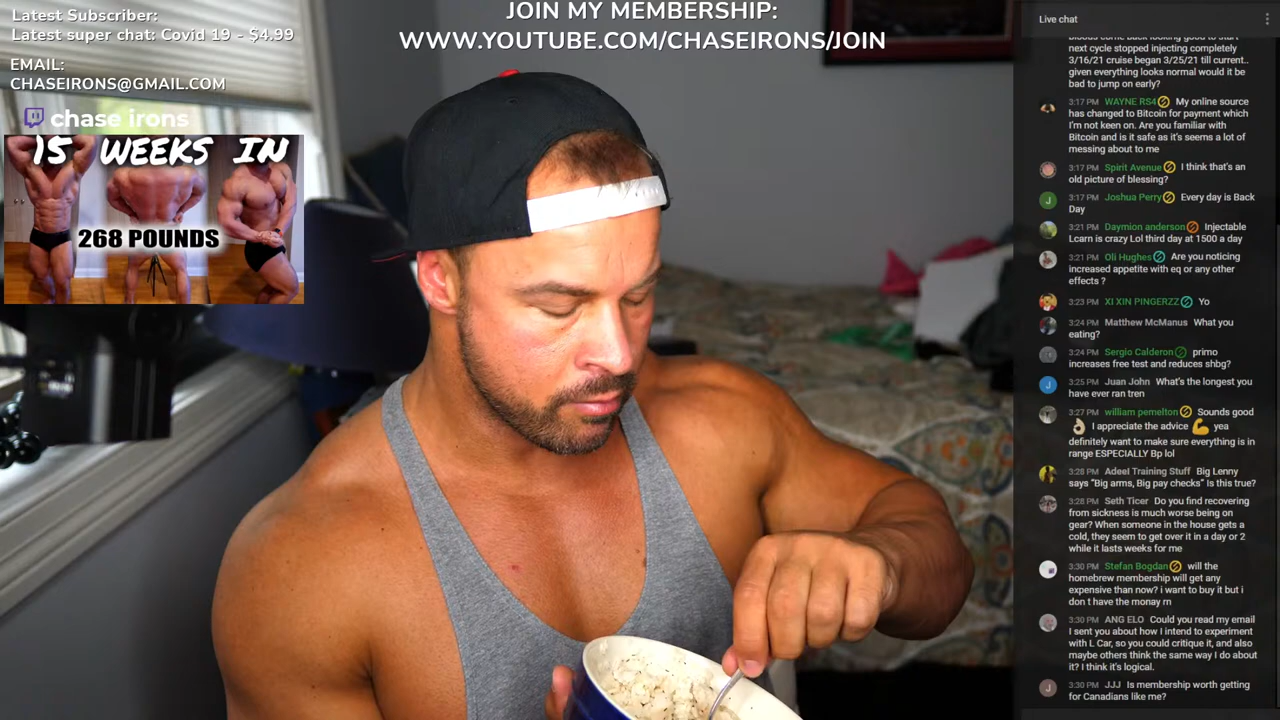 Latest Subscriber:
Latest super chat: Covid 19 - $4.99
EMAIL:
CHASEIRONS@GMAIL.COM
chase irons
15 WEEKS IN
268 POUNDS
JOIN MY MEMBERSHIP:
WWW.YOUTUBE.COM/CHASEIRONS/JOIN
Live chat
bloods come back looking good to start
next cycle stopped injecting completely
3/16/21 cruise began 3/25/21 till current..
given everything looks normal would it be
bad to jump on early?
3:17 PM WAYNE RS4 My online source
has changed to Bitcoin for payment which
I'm not keen on. Are you familiar with
Bitcoin and is it safe as it's seems a lot of
messing about to me
3:17 PM Spirit Avenue I think that's an
old picture of blessing?
3:17 PM Joshua Perry Every day is Back
Day
3:21 PM Daymion anderson Injectable
Lcarn is crazy Lol third day at 1500 a day
3:21 PM Oli Hughes Are you noticing
increased appetite with eq or any other
effects ?
3:23 PM XI XIN PINGERZZ Yo
3:24 PM Matthew McManus What you
eating?
3:24 PM Sergio Calderon primo
increases free test and reduces shbg?
3:25 PM Juan John What's the longest you
have ever ran tren
3:27 PM william pemelton Sounds good
👌🏼 I appreciate the advice 💪 yea
definitely want to make sure everything is in
range ESPECIALLY Bp lol
3:28 PM Adeel Training Stuff Big Lenny
says "Big arms, Big pay checks" Is this true?
3:28 PM Seth Ticer Do you find recovering
from sickness is much worse being on
gear? When someone in the house gets a
cold, they seem to get over it in a day or 2
while it lasts weeks for me
3:30 PM Stefan Bogdan will the
homebrew membership will get any
expensive than now? i want to buy it but i
don t have the monay rn
3:30 PM ANG ELO Could you read my email
I sent you about how I intend to experiment
with L Car, so you could critique it, and also
maybe others think the same way I do about
it? I think it's logical.
3:30 PM JJJ Is membership worth getting
for Canadians like me?